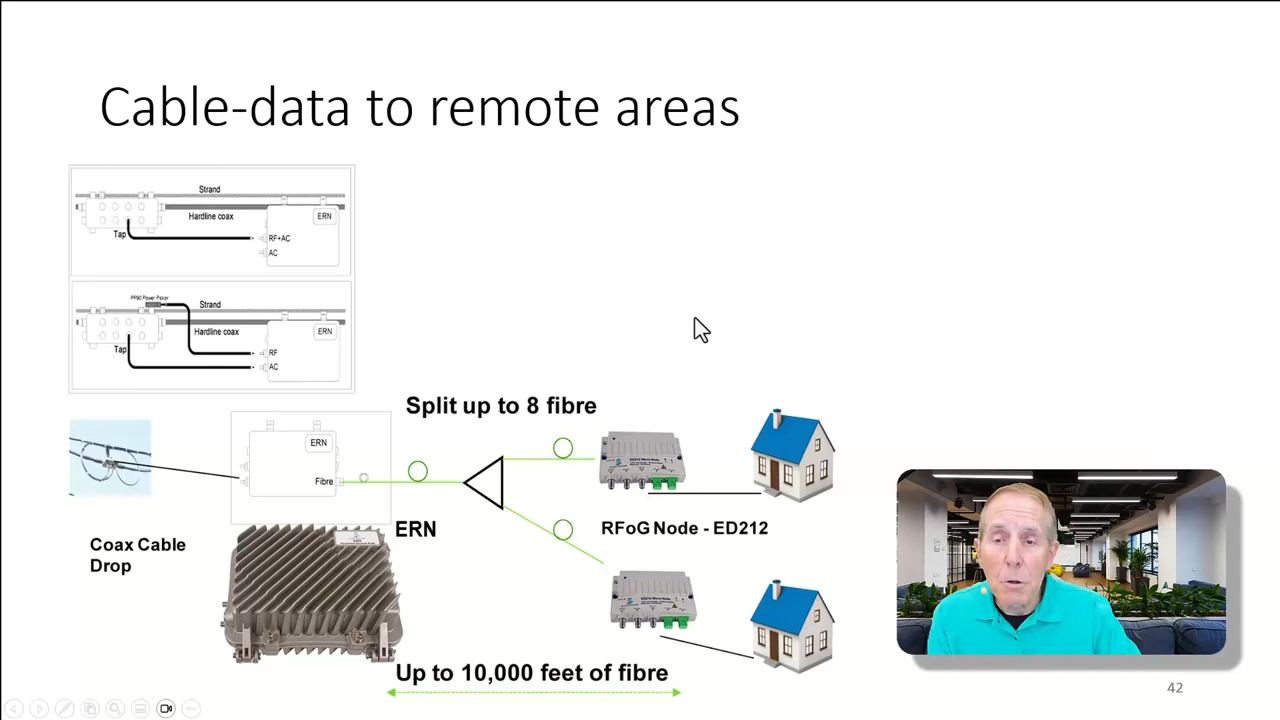 Cable-data to remote areas
Strand
Hardline coax
ERN
Tap
RF+AC
AC
PP90 Power Picker
Strand
Hardline coax
ERN
Tap
RF
AC
Split up to 8 fibre
ERN
Fibre
ERN
RFoG Node - ED212
Coax Cable
Drop
Up to 10,000 feet of fibre
42